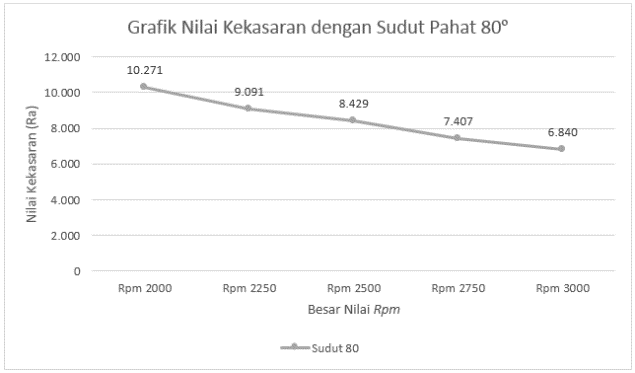 Grafik Nilai Kekasaran dengan Sudut Pahat 80°
Nilai Kekasaran (Ra)
12.000
10.000
8.000
6.000
4.000
2.000
0
10.271
9.091
8.429
7.407
6.840
Rpm 2000
Rpm 2250
Rpm 2500
Rpm 2750
Rpm 3000
Besar Nilai Rpm
Sudut 80